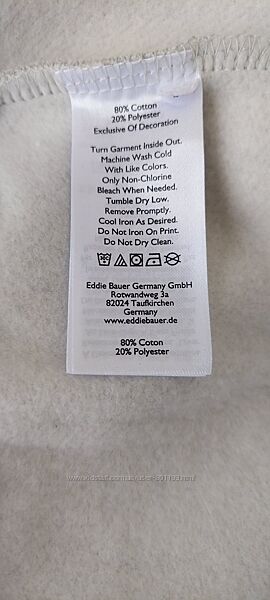 80% Cotton
20% Polyester
Exclusive Of Decoration
Turn Garment Inside Out.
Machine Wash Cold
With Like Colors.
Only Non-Chlorine
Bleach When Needed.
Tumble Dry Low.
Remove Promptly.
Cool Iron As Desired.
Do Not Iron On Print.
Do Not Dry Clean.
Eddie Bauer Germany GmbH
Rotwandweg 3a
82024 Taufkirchen
Germany
www.eddiebauer.de
80% Coton
20% Polyester